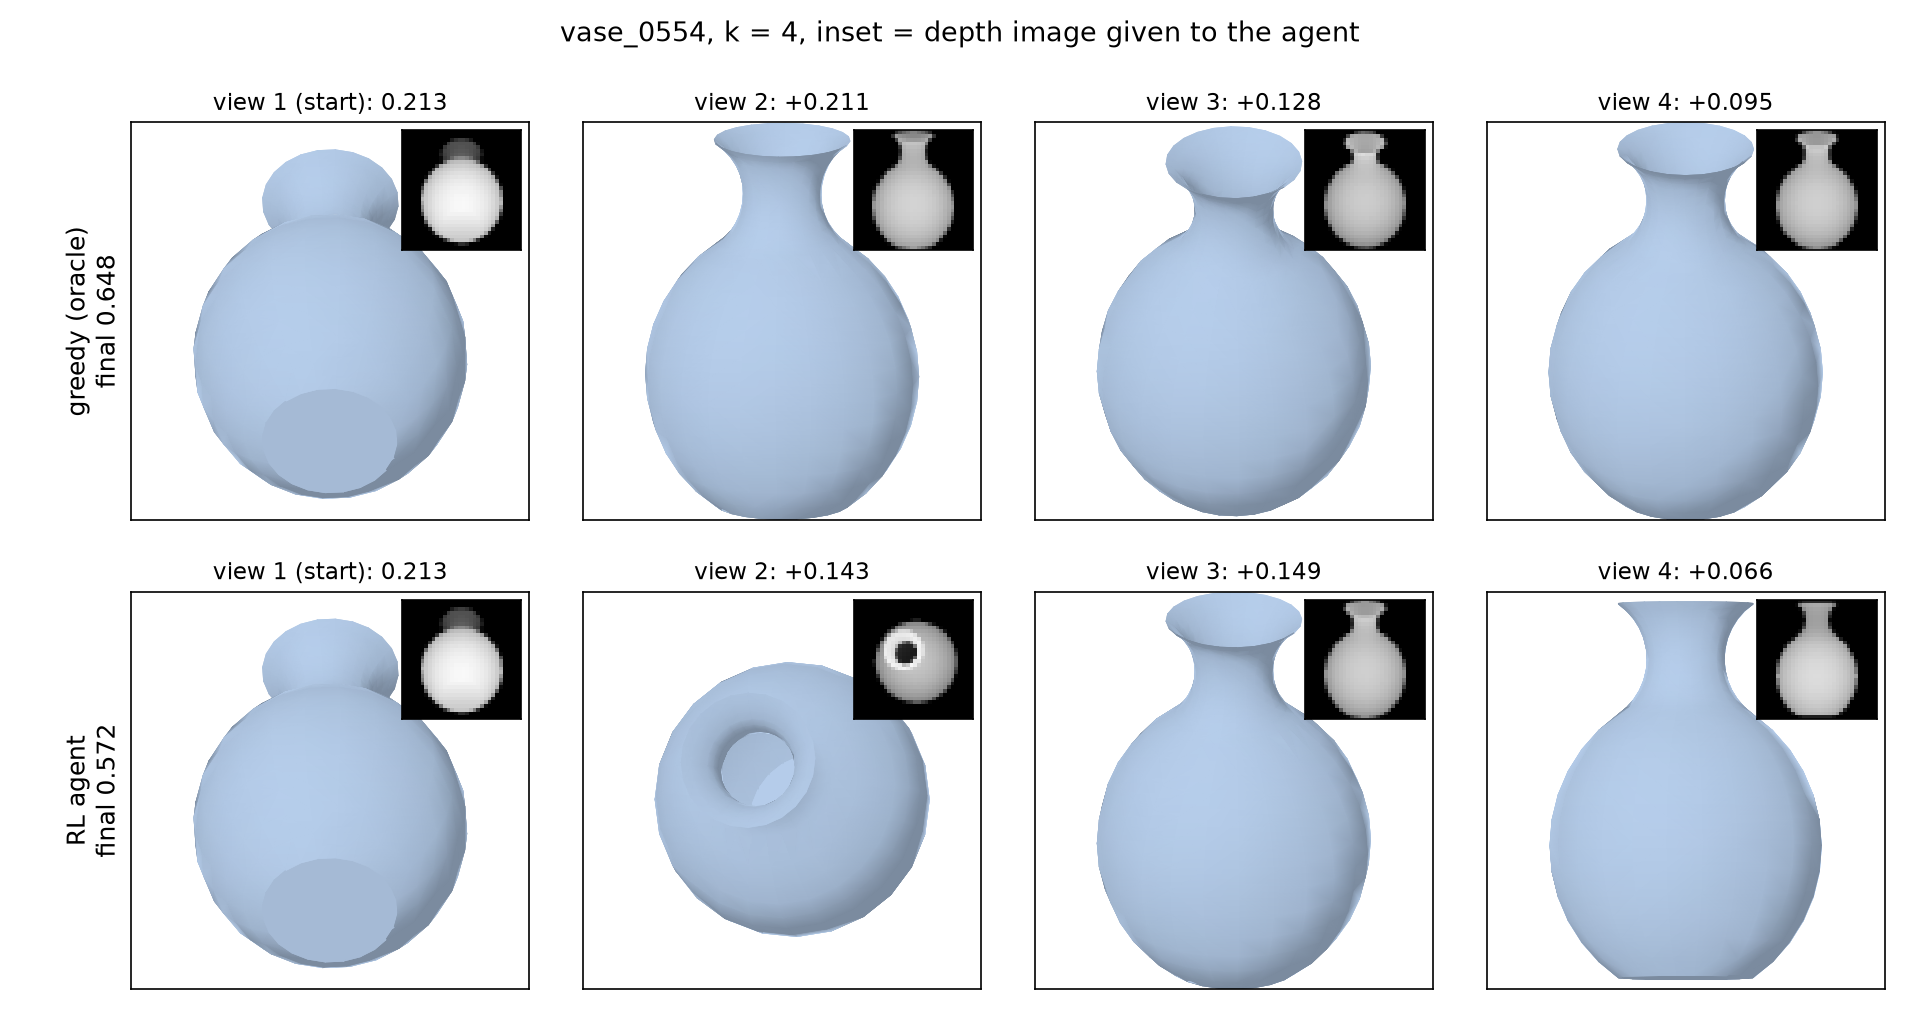 vase_0554, k = 4, inset = depth image given to the agent
view 1 (start): 0.213
view 2: +0.211
view 3: +0.128
view 4: +0.095
greedy (oracle)
final 0.648
view 1 (start): 0.213
view 2: +0.143
view 3: +0.149
view 4: +0.066
RL agent
final 0.572